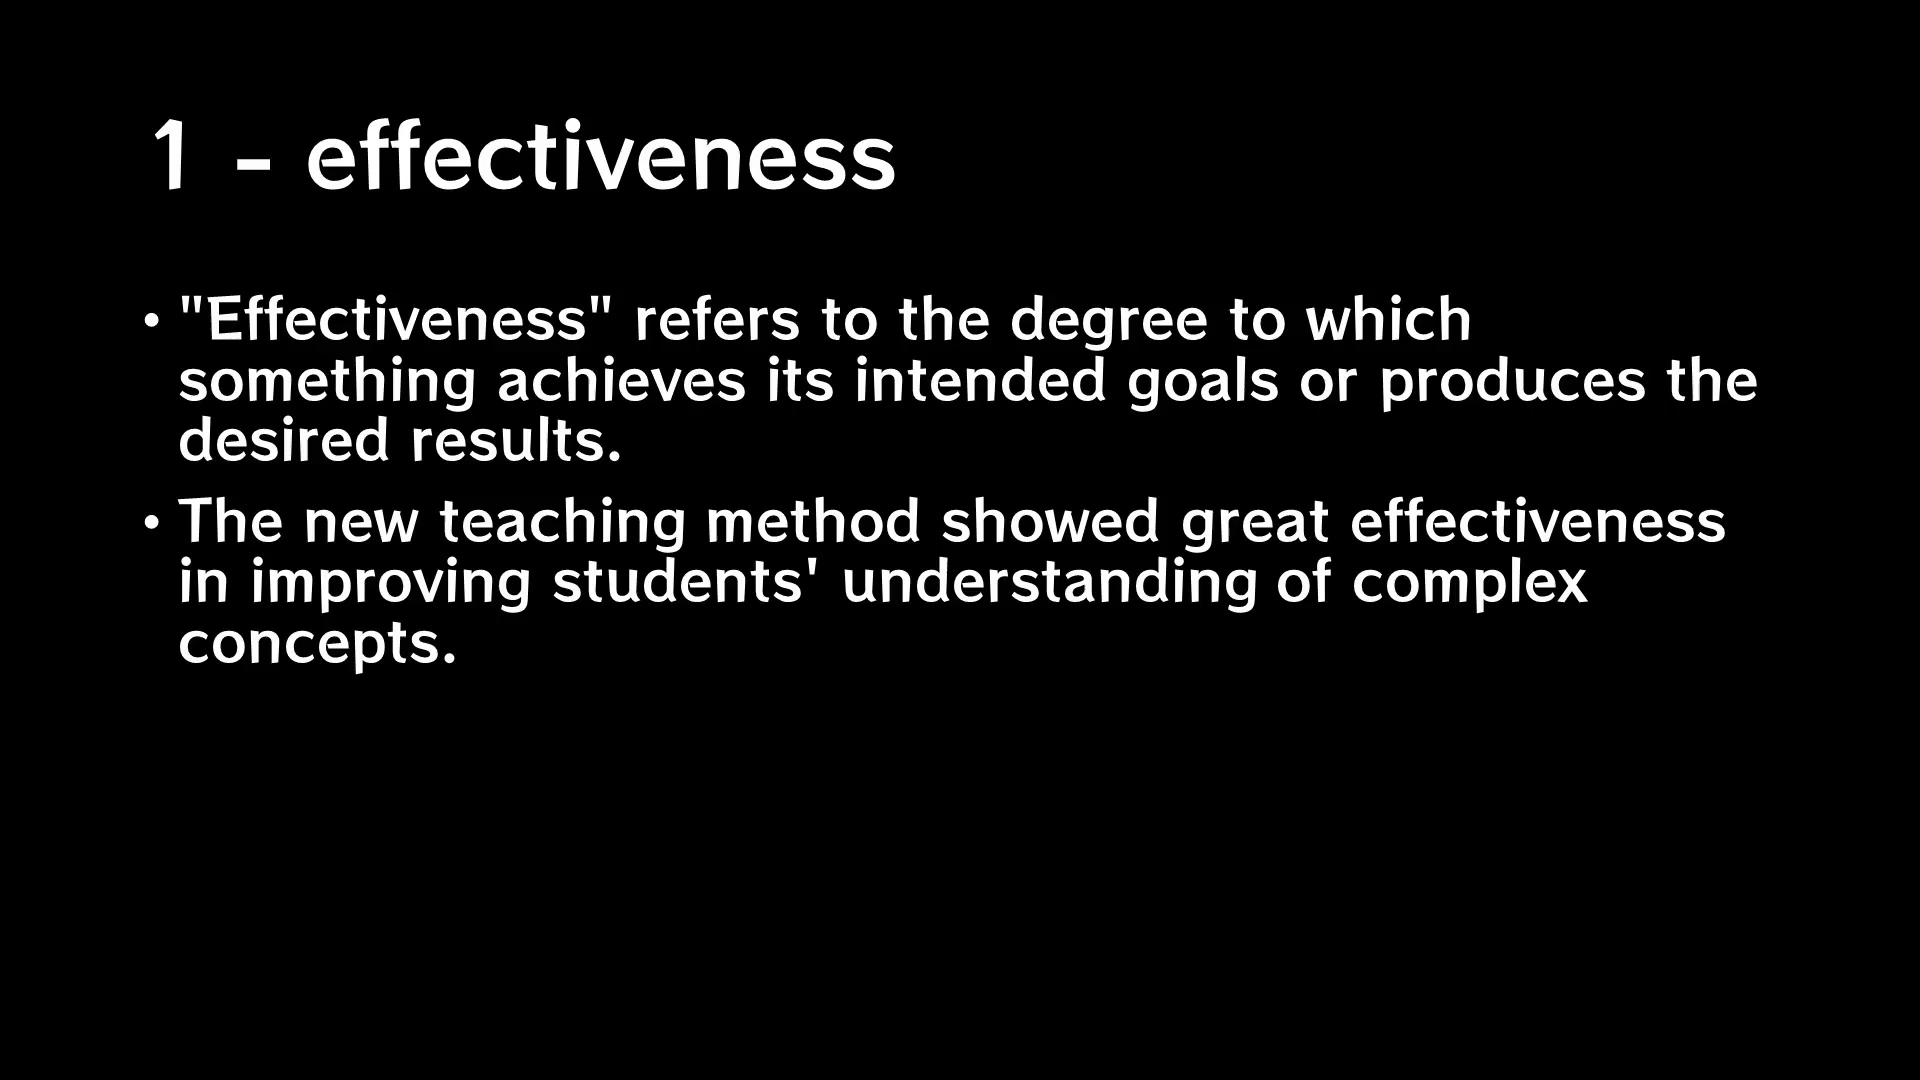 1 - effectiveness
• "Effectiveness" refers to the degree to which
something achieves its intended goals or produces the
desired results.
• The new teaching method showed great effectiveness
in improving students' understanding of complex
concepts.